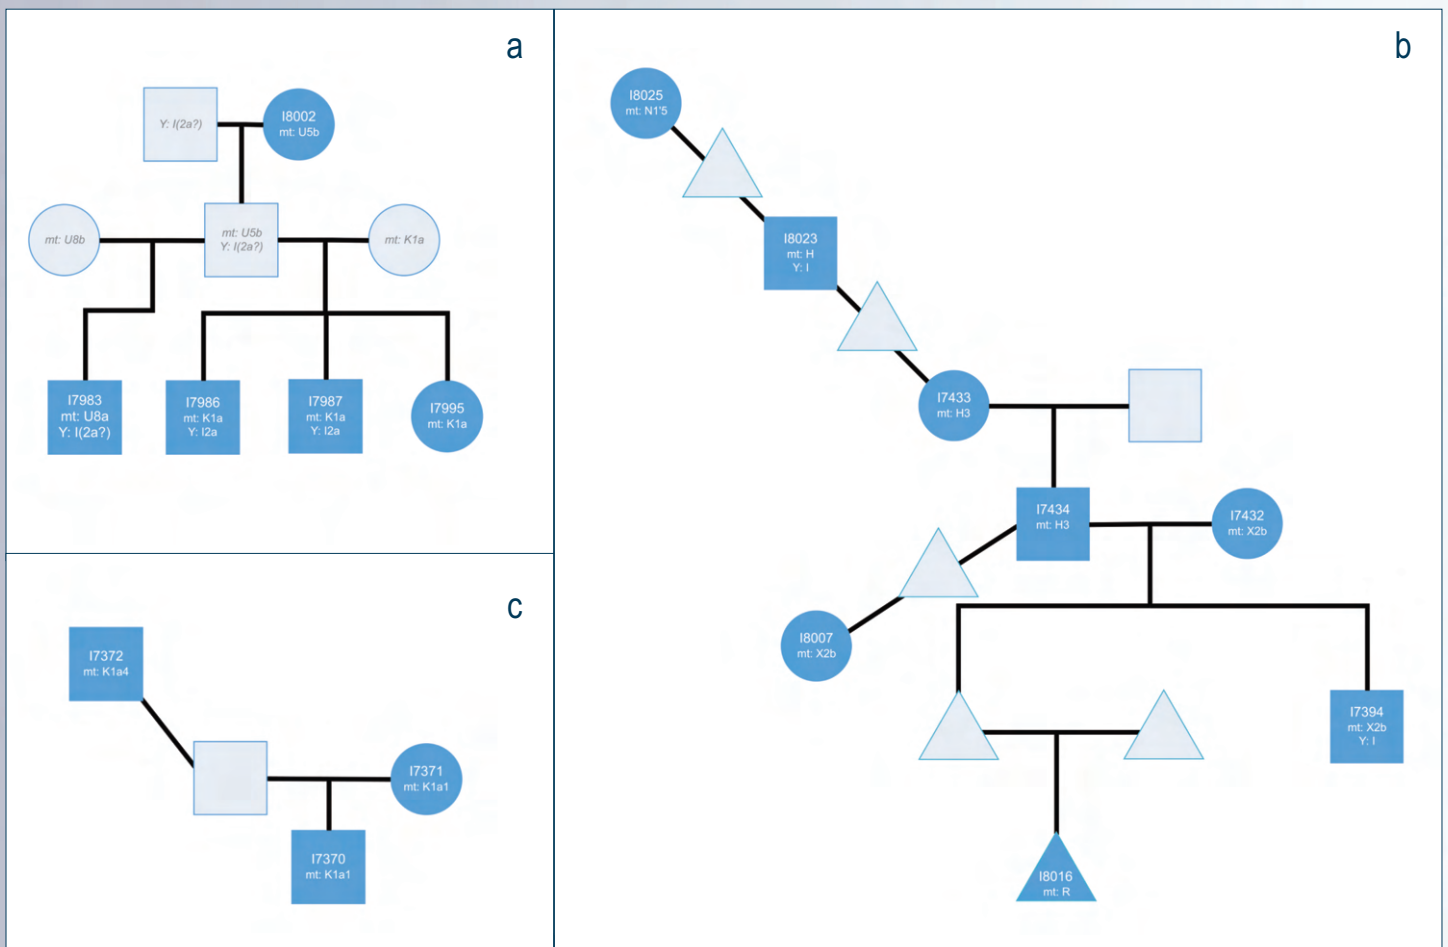 a
Y: I(2a?)
I8002
mt: U5b
mt: U8b
mt: U5b
Y: I(2a?)
mt: K1a
I7983
mt: U8a
Y: I(2a?)
I7986
mt: K1a
Y: I2a
I7987
mt: K1a
Y: I2a
I7995
mt: K1a
b
I8025
mt: N1'5
I8023
mt: H
Y: I
I7433
mt: H3
I7434
mt: H3
I7432
mt: X2b
I8007
mt: X2b
I7394
mt: X2b
Y: I
I8016
mt: R
c
I7372
mt: K1a4
I7371
mt: K1a1
I7370
mt: K1a1